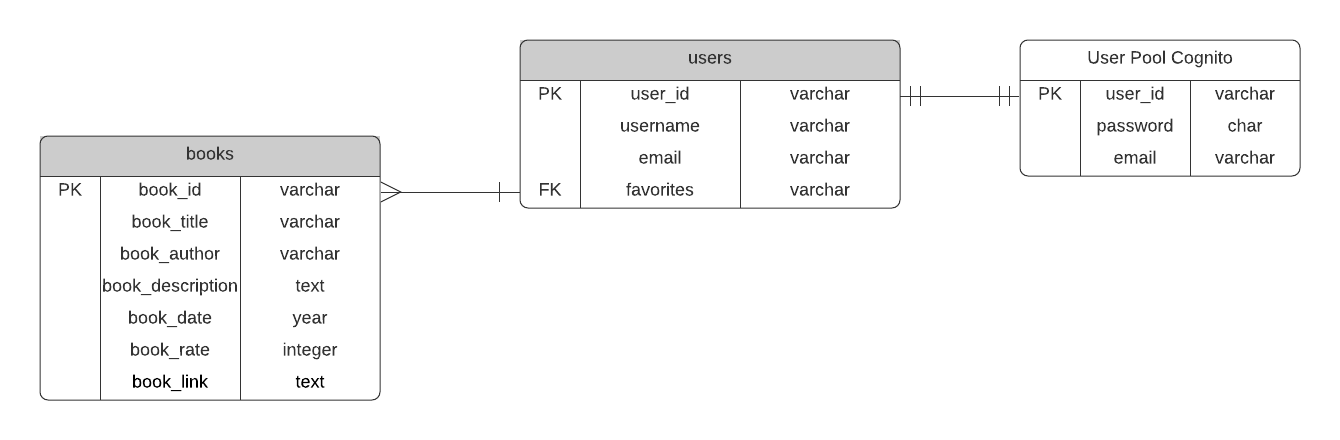 books
PK book_id varchar
book_title varchar
book_author varchar
book_description text
book_date year
book_rate integer
book_link text
users
PK user_id varchar
username varchar
email varchar
FK favorites varchar
User Pool Cognito
PK user_id varchar
password char
email varchar